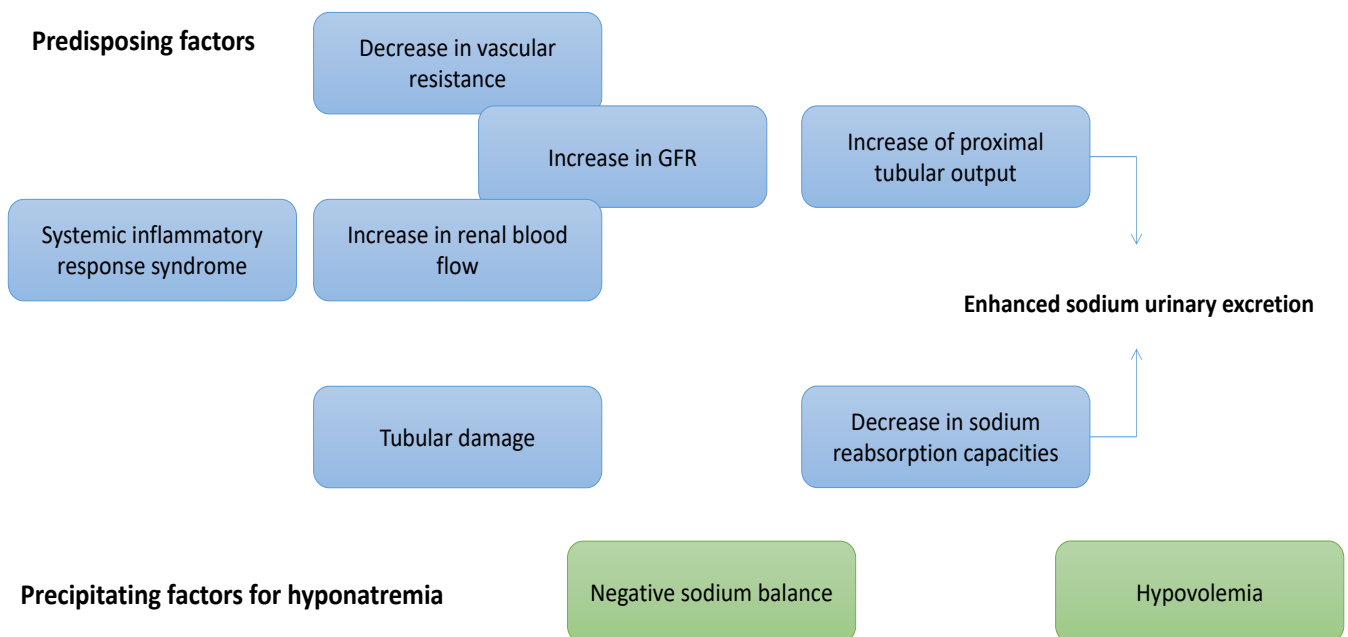 Predisposing factors
Decrease in vascular
resistance
Increase in GFR
Increase of proximal
tubular output
Systemic inflammatory
response syndrome
Increase in renal blood
flow
Enhanced sodium urinary excretion
Tubular damage
Decrease in sodium
reabsorption capacities
Precipitating factors for hyponatremia
Negative sodium balance
Hypovolemia